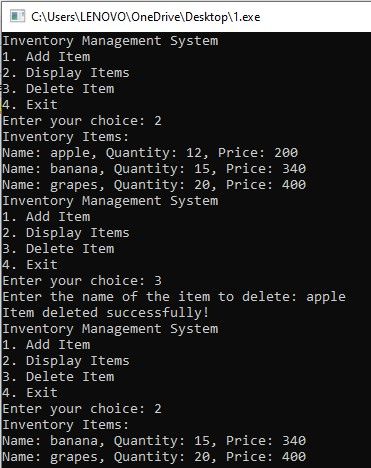 C:\Users\LENOVO\OneDrive\Desktop\1.exe
Inventory Management System
1. Add Item
2. Display Items
3. Delete Item
4. Exit
Enter your choice: 2
Inventory Items:
Name: apple, Quantity: 12, Price: 200
Name: banana, Quantity: 15, Price: 340
Name: grapes, Quantity: 20, Price: 400
Inventory Management System
1. Add Item
2. Display Items
3. Delete Item
4. Exit
Enter your choice: 3
Enter the name of the item to delete: apple
Item deleted successfully!
Inventory Management System
1. Add Item
2. Display Items
3. Delete Item
4. Exit
Enter your choice: 2
Inventory Items:
Name: banana, Quantity: 15, Price: 340
Name: grapes, Quantity: 20, Price: 400